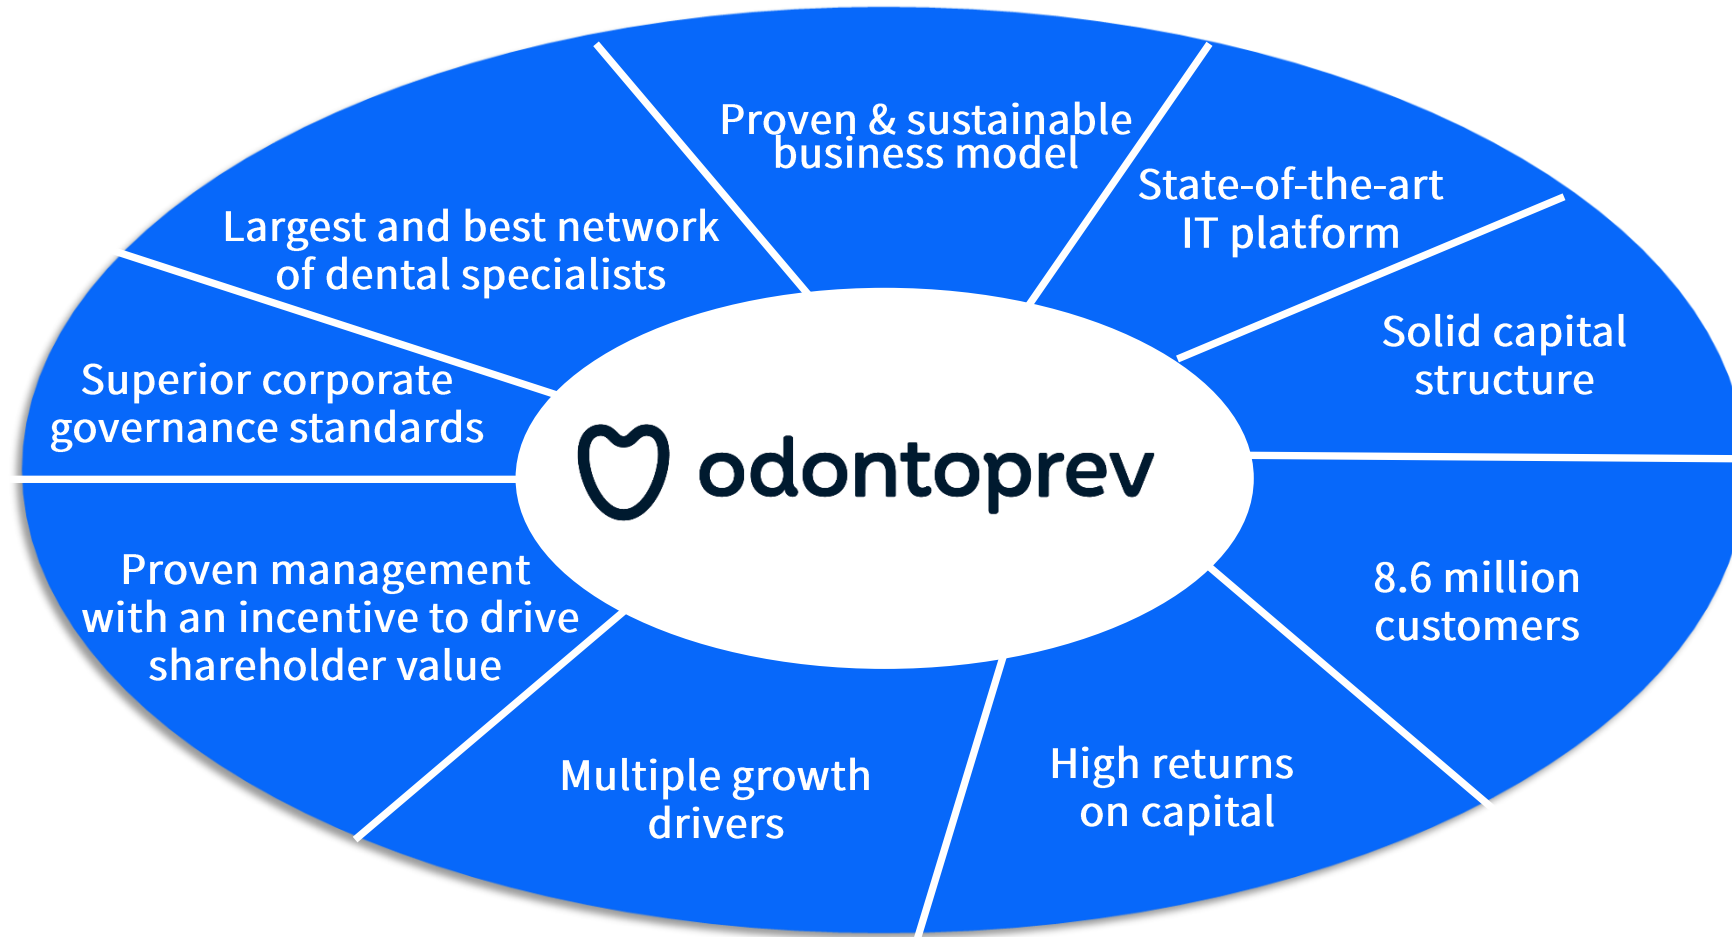 Proven & sustainable
business model
State-of-the-art
IT platform
Solid capital
structure
8.6 million
customers
High returns
on capital
Multiple growth
drivers
Proven management
with an incentive to drive
shareholder value
Superior corporate
governance standards
Largest and best network
of dental specialists
odontoprev